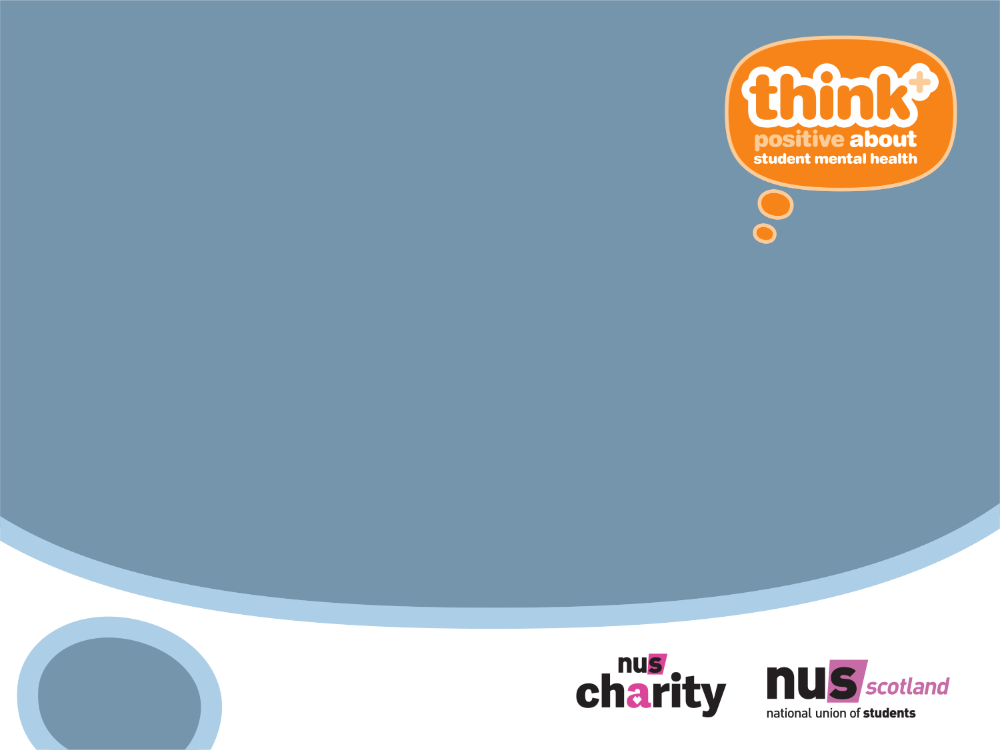 think+
positive about
student mental health
nus
charity
nus scotland
national union of students